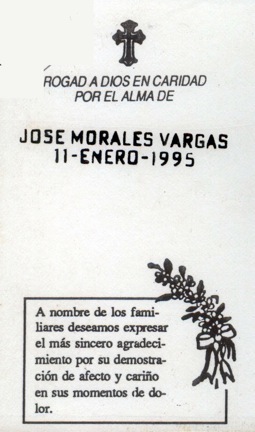 ROGAD A DIOS EN CARIDAD
POR EL ALMA DE
JOSE MORALES VARGAS
11-ENERO-1995
A nombre de los fami-
liares deseamos expresar
el más sincero agradeci-
miento por su demostra-
ción de afecto y cariño
en sus momentos de do-
lor.